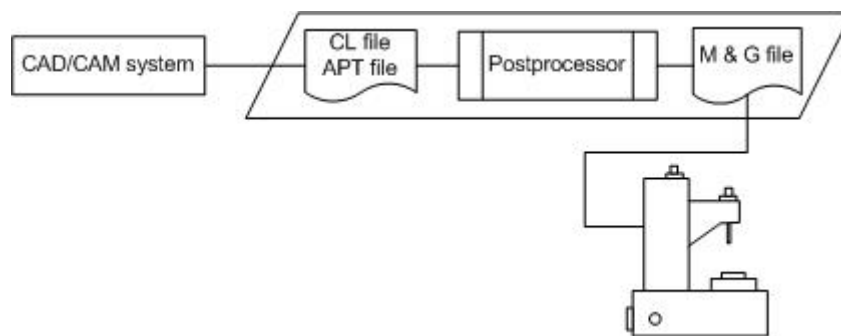 CAD/CAM system
CL file
APT file
Postprocessor
M & G file